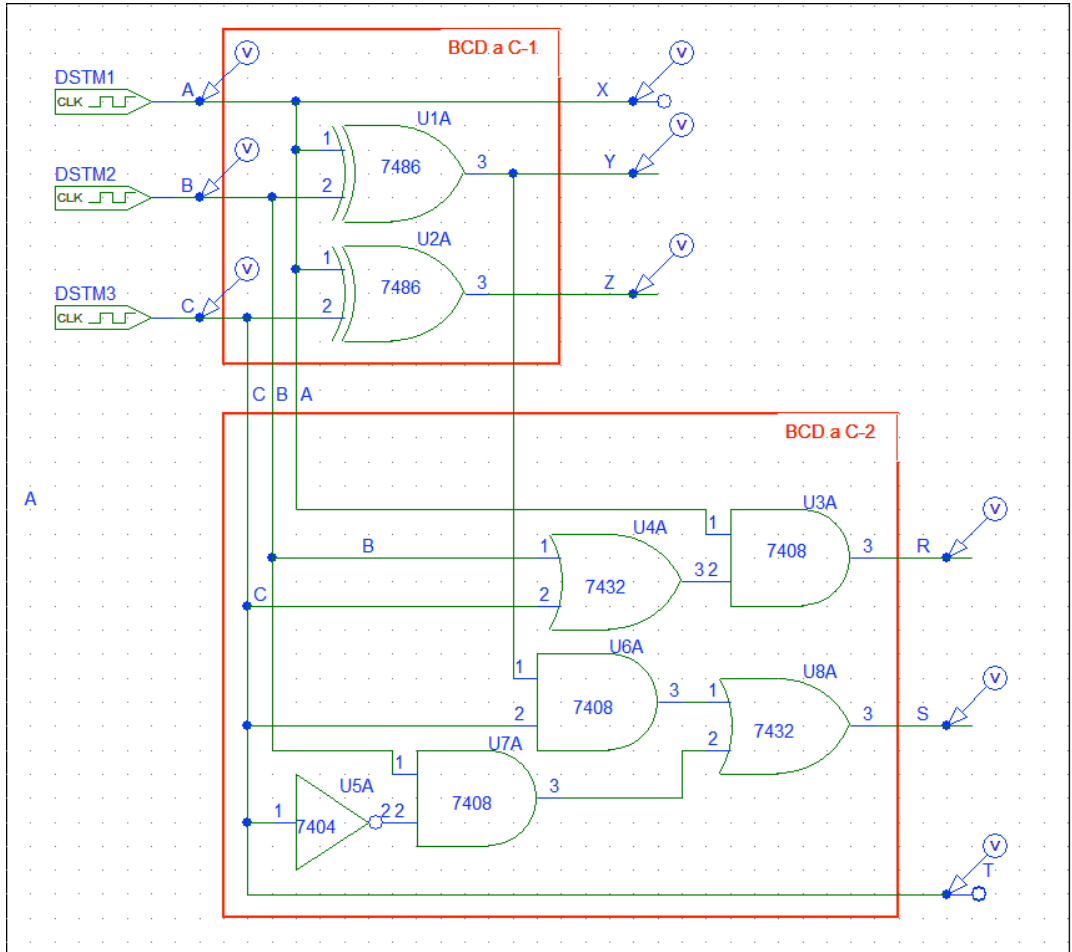 BCD a C-1
V
V
DSTM1
CLK
A
X
U1A
V
1
7486
3
Y
V
DSTM2
CLK
B
2
U2A
V
V
1
7486
3
Z
DSTM3
CLK
C
2
C B A
BCD a C-2
A
U3A
V
U4A
1
7408
3
R
B
1
7432
3 2
C
2
U6A
1
U8A
V
7408
3
1
7432
3
S
2
U7A
2
1
U5A
3
7408
1
7404
2 2
V
T